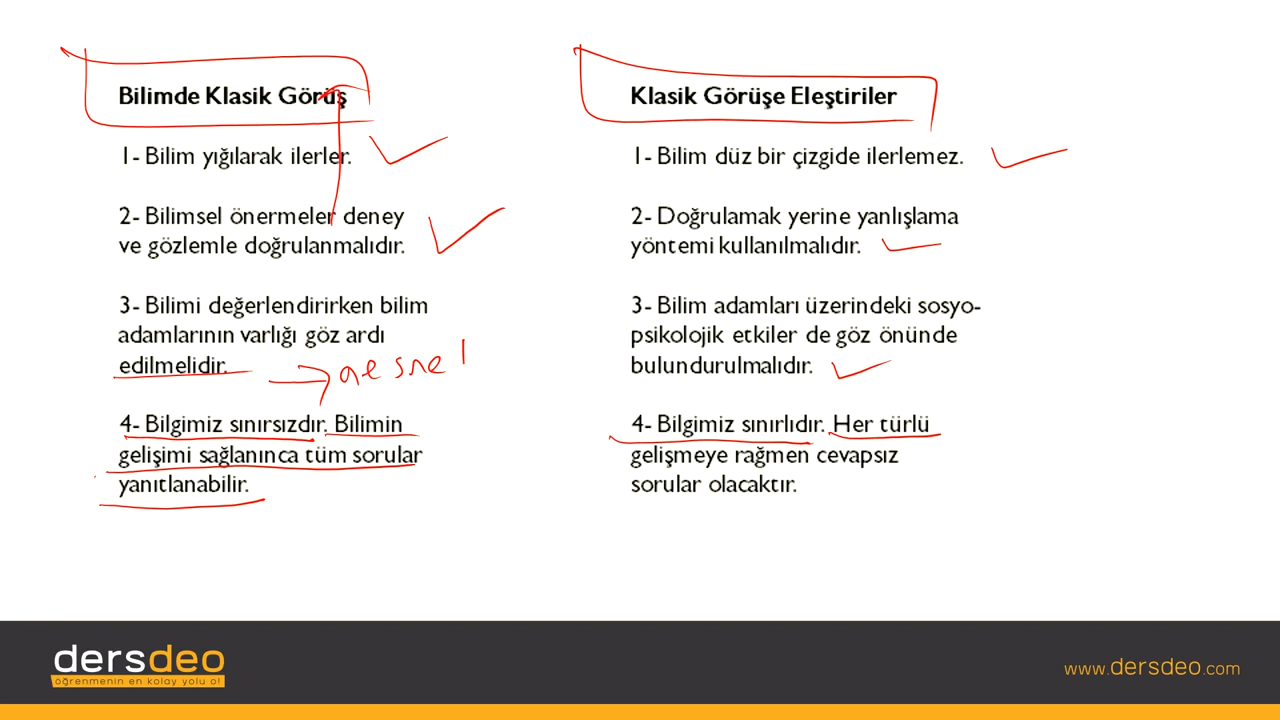 Bilimde Klasik Görüş
1- Bilim yığılarak ilerler.
2- Bilimsel önermeler deney
ve gözlemle doğrulanmalıdır.
3- Bilimi değerlendirirken bilim
adamlarının varlığı göz ardı
edilmelidir.
nesnel
4- Bilgimiz sınırsızdır. Bilimin
gelişimi sağlanınca tüm sorular
yanıtlanabilir.
Klasik Görüşe Eleştiriler
1- Bilim düz bir çizgide ilerlemez.
2- Doğrulamak yerine yanlışlama
yöntemi kullanılmalıdır.
3- Bilim adamları üzerindeki sosyo-
psikolojik etkiler de göz önünde
bulundurulmalıdır.
4- Bilgimiz sınırlıdır. Her türlü
gelişmeye rağmen cevapsız
sorular olacaktır.
dersdeo
öğrenmenin en kolay yolu o!
www.dersdeo.com